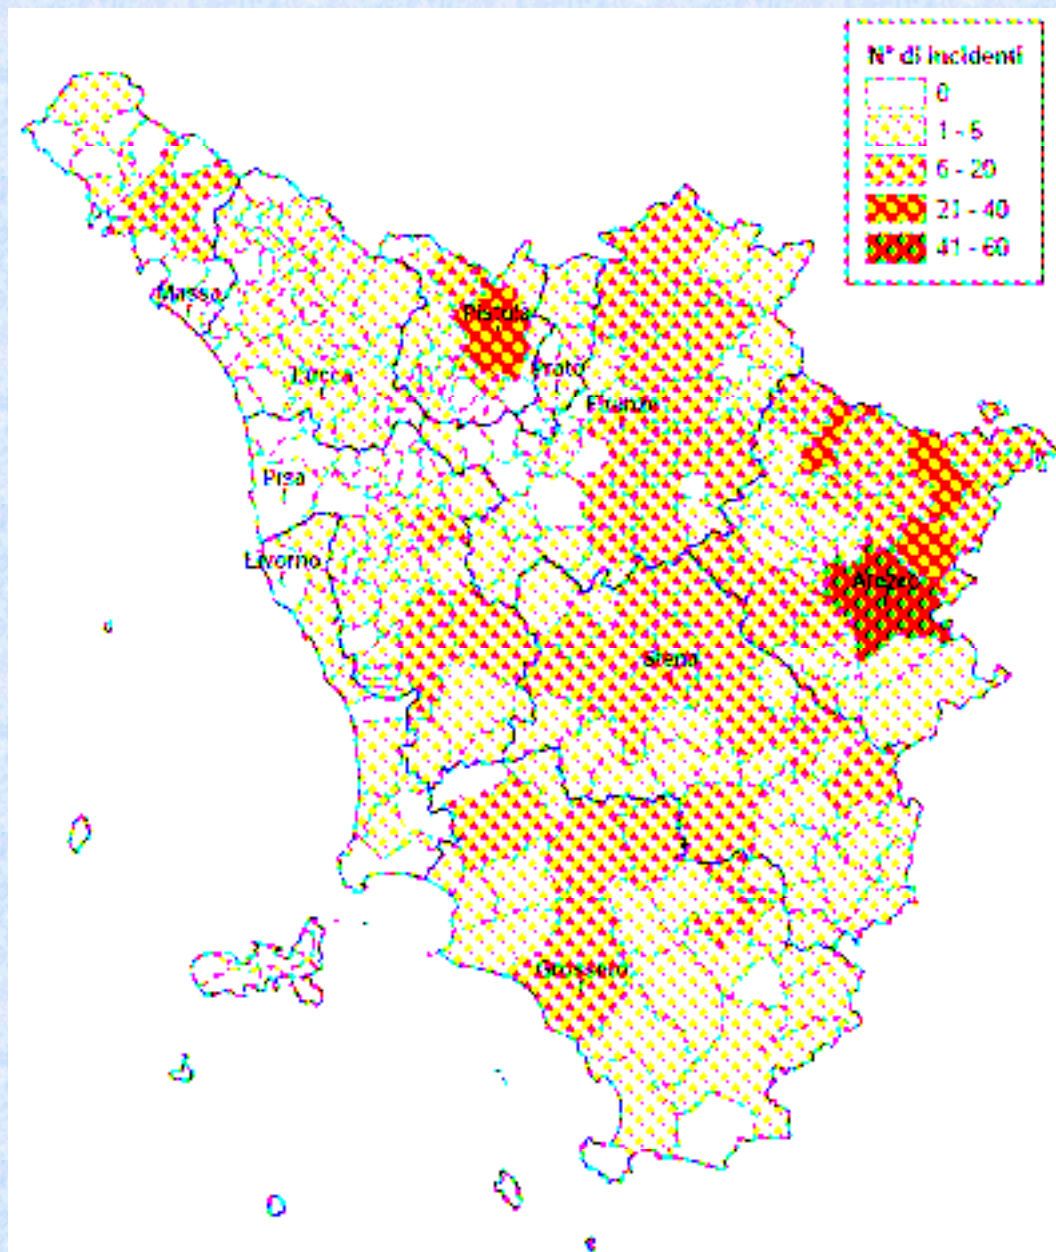 N° di incidenti
0
1 - 5
6 - 20
21 - 40
41 - 60
Massa
Pistoia
Prato
Lucca
Firenze
Pisa
Livorno
Arezzo
Siena
Grosseto